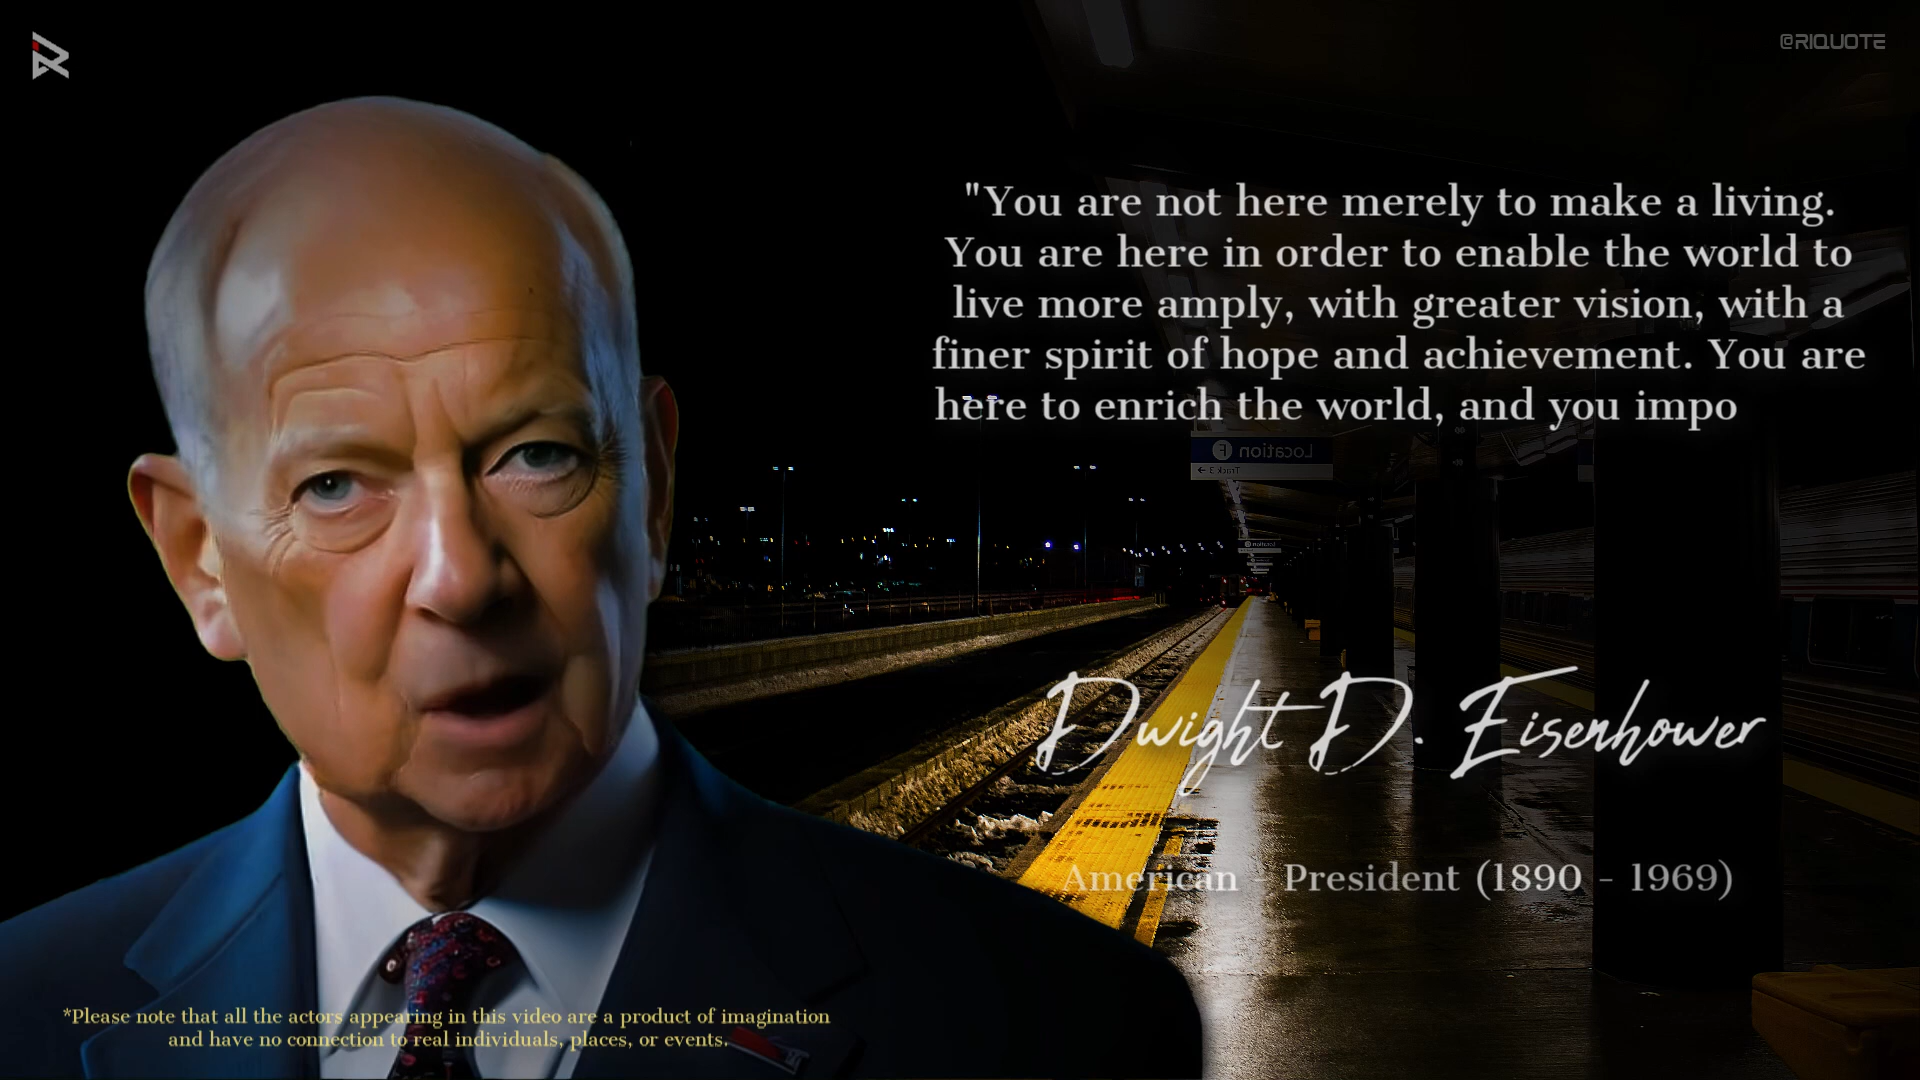 @RIQUOTE
"You are not here merely to make a living.
You are here in order to enable the world to
live more amply, with greater vision, with a
finer spirit of hope and achievement. You are
here to enrich the world, and you impo
Location F
Track 3
Dwight D. Eisenhower
American - President (1890 - 1969)
*Please note that all the actors appearing in this video are a product of imagination
and have no connection to real individuals, places, or events.